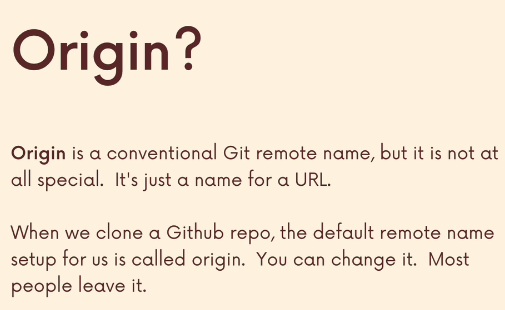 Origin?
Origin is a conventional Git remote name, but it is not at
all special.  It's just a name for a URL.
When we clone a Github repo, the default remote name
setup for us is called origin.  You can change it.  Most
people leave it.